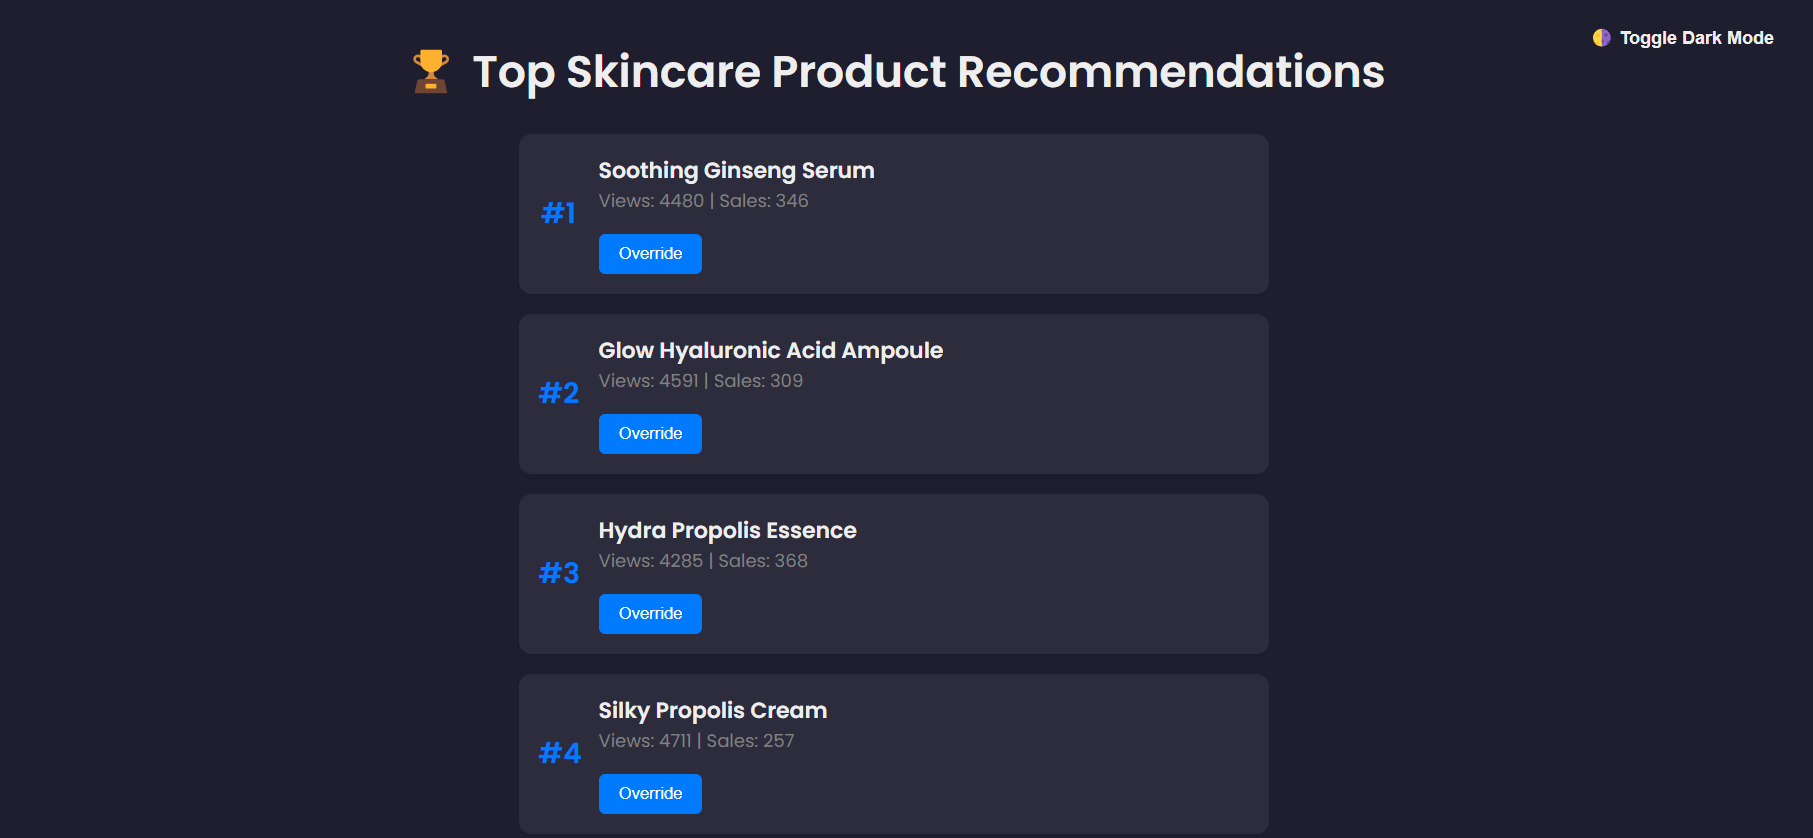 Toggle Dark Mode
Top Skincare Product Recommendations
#1
Soothing Ginseng Serum
Views: 4480 | Sales: 346
Override
#2
Glow Hyaluronic Acid Ampoule
Views: 4591 | Sales: 309
Override
#3
Hydra Propolis Essence
Views: 4285 | Sales: 368
Override
#4
Silky Propolis Cream
Views: 4711 | Sales: 257
Override